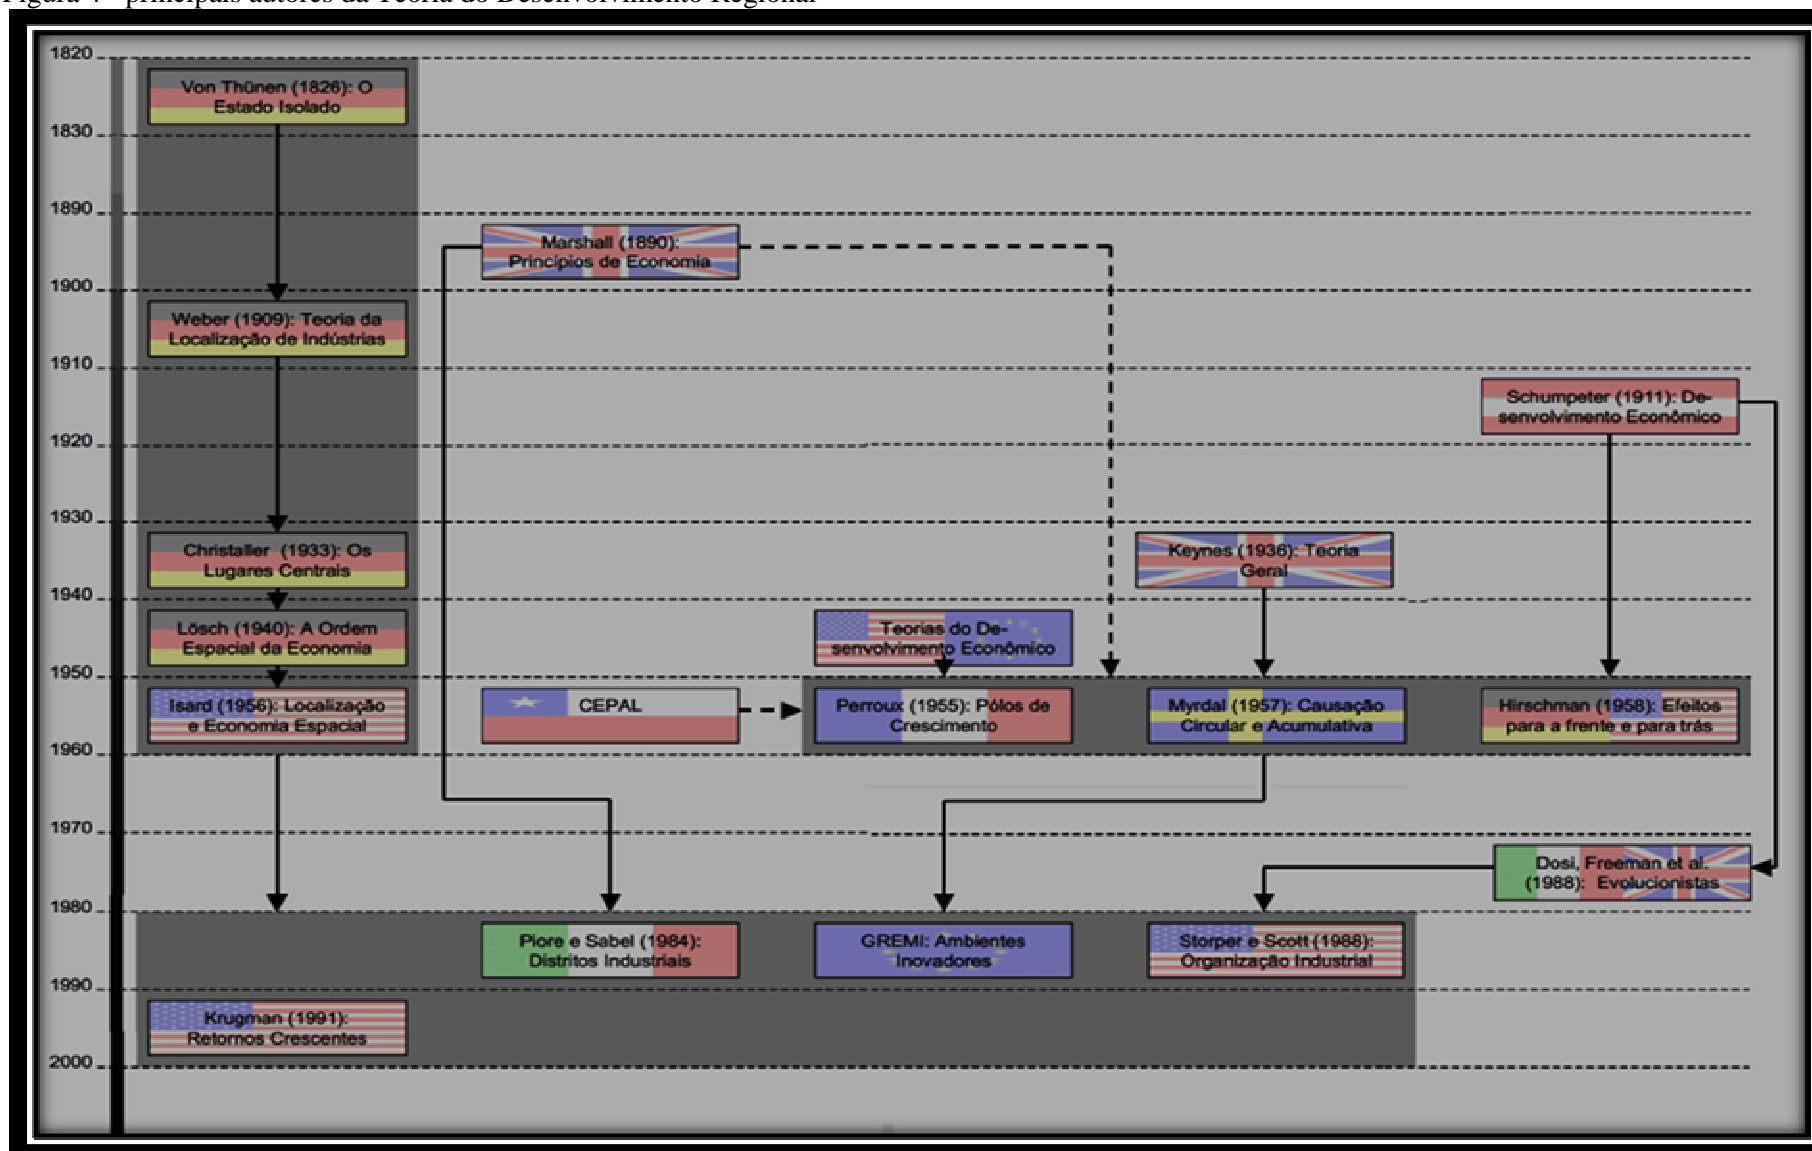 Figura 4 - principais autores da Teoria do Desenvolvimento Regional
1820
Von Thünen (1826): O
Estado Isolado
1830
1890
Marshall (1890):
Princípios de Economia
1900
Weber (1909): Teoria da
Localização de Indústrias
1910
Schumpeter (1911): De-
senvolvimento Econômico
1920
1930
Christaller (1933): Os
Lugares Centrais
Keynes (1936): Teoria
Geral
1940
Lösch (1940): A Ordem
Espacial da Economia
Teorias do De-
senvolvimento Econômico
1950
Isard (1956): Localização
e Economia Espacial
CEPAL
Perroux (1955): Pólos de
Crescimento
Myrdal (1957): Causação
Circular e Acumulativa
Hirschman (1958): Efeitos
para a frente e para trás
1960
1970
Dosi, Freeman et al.
(1988): Evolucionistas
1980
Piore e Sabel (1984):
Distritos Industriais
GREMI: Ambientes
Inovadores
Storper e Scott (1988):
Organização Industrial
1990
Krugman (1991):
Retornos Crescentes
2000